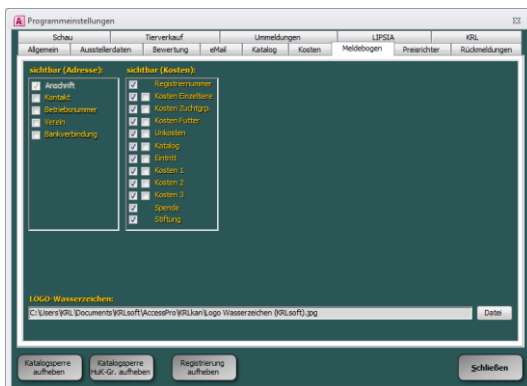 Programmeinstellungen
Schau Tierverkauf Ummeldungen LIPSIA KRL
Allgemein Ausstellerdaten Bewertung eMail Katalog Kosten Meldebogen Preisrichter Rückmeldungen
sichtbar (Adresse): sichtbar (Kosten):
Anschrift Registriernummer
Kontakt Kosten Einzeltiere
Betriebsnummer Kosten Zuchtgrp.
Verein Kosten Futter
Bankverbindung Unkosten
Katalog
Eintritt
Kosten 1
Kosten 2
Kosten 3
Spende
Stiftung
LOGO-Wasserzeichen:
C:\Users\KRL\Documents\KRLsoft\AccessPro\KRLkan\Logo Wasserzeichen (KRLsoft).jpg Datei
Katalogsperre aufheben Katalogsperre HuK-Gr. aufheben Registrierung aufheben Schließen